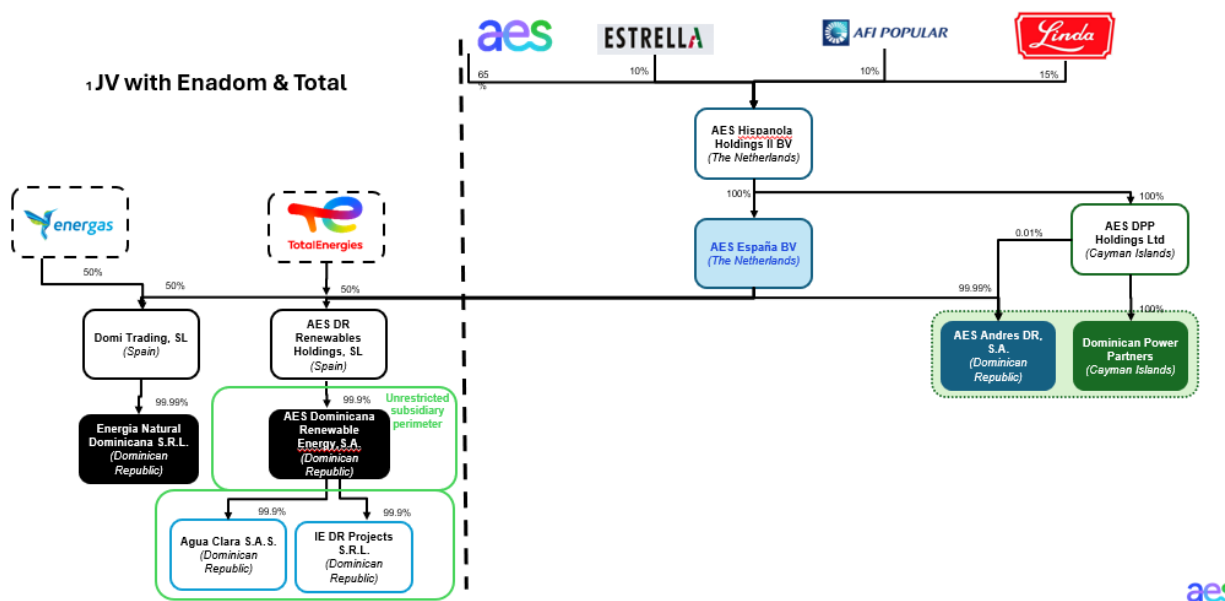 aes
ESTRELLA
AFI POPULAR
Linda
1 JV with Enadom & Total
65
%
10%
10%
15%
AES Hispanola
Holdings II BV
(The Netherlands)
100%
100%
energas
TotalEnergies
AES España BV
(The Netherlands)
0.01%
AES DPP
Holdings Ltd
(Cayman Islands)
50%
50%
50%
99.99%
100%
Domi Trading, SL
(Spain)
AES DR
Renewables
Holdings, SL
(Spain)
AES Andres DR,
S.A.
(Dominican
Republic)
Dominican Power
Partners
(Cayman Islands)
99.99%
99.9%
Unrestricted
subsidiary
perimeter
Energia Natural
Dominicana S.R.L.
(Dominican
Republic)
AES Dominicana
Renewable
Energy, S.A.
(Dominican
Republic)
99.9%
99.9%
Agua Clara S.A.S.
(Dominican
Republic)
IE DR Projects
S.R.L.
(Dominican
Republic)
aes